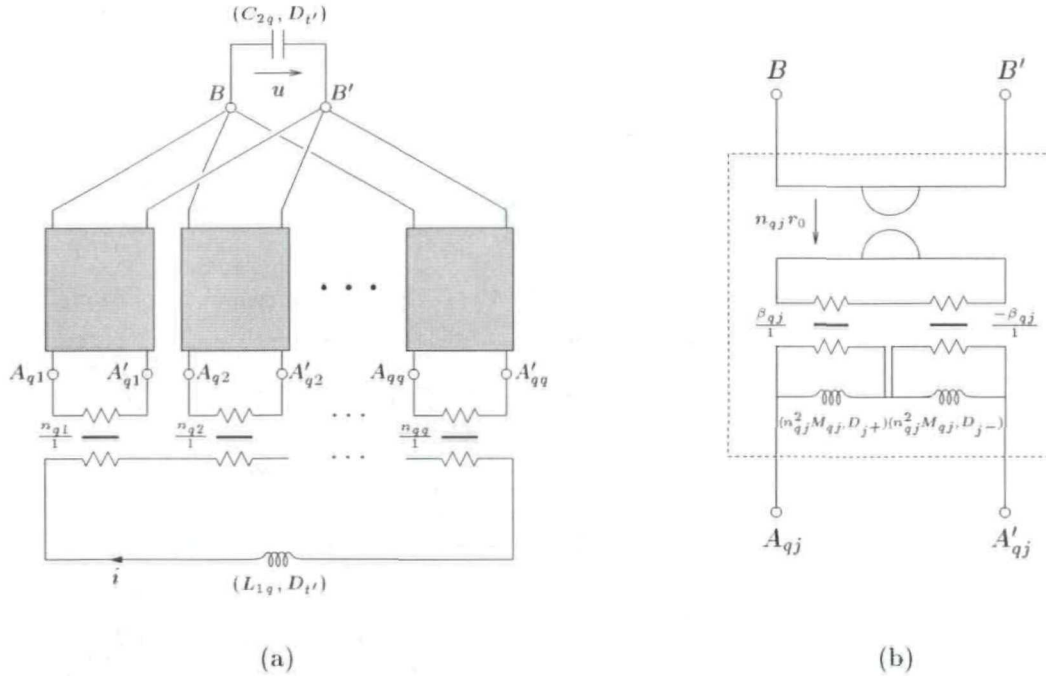 (C_{2q}, D_{t'})
u
B B'
A_{q1} A'_{q1} A_{q2} A'_{q2} A_{qq} A'_{qq}
n_{q1}/1 n_{q2}/1 n_{qq}/1
i
(L_{1q}, D_{t'})
(a)
B B'
n_{qj} r_0
β_{qj}/1 -β_{qj}/1
(n²_{qj}M_{qj}, D_{j+})(n²_{qj}M_{qj}, D_{j-})
A_{qj} A'_{qj}
(b)